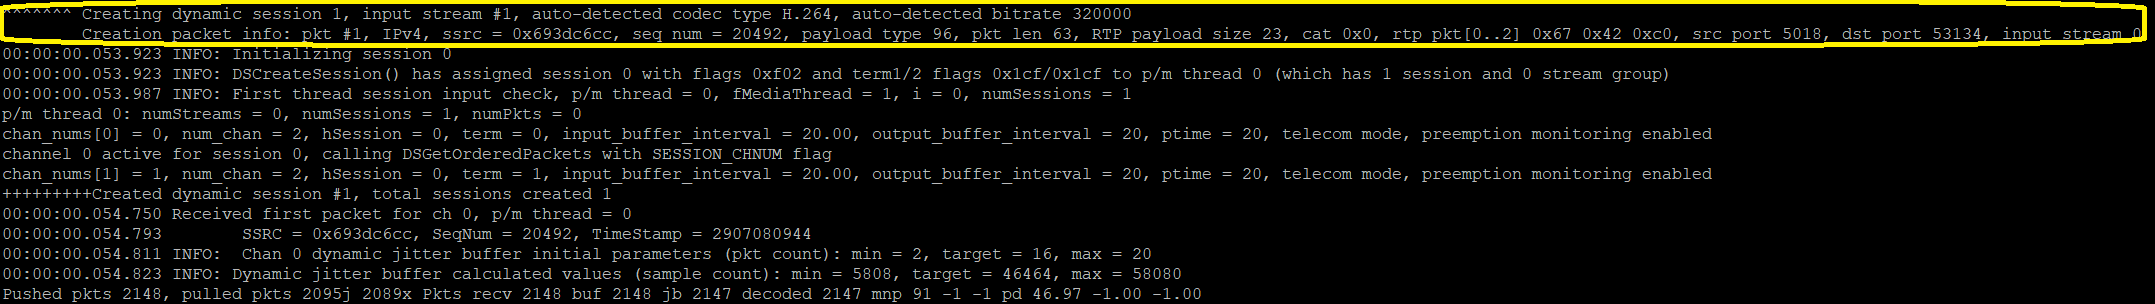 ^^^^^^^ Creating dynamic session 1, input stream #1, auto-detected codec type H.264, auto-detected bitrate 320000
Creation packet info: pkt #1, IPv4, ssrc = 0x693dc6cc, seq num = 20492, payload type 96, pkt len 63, RTP payload size 23, cat 0x0, rtp pkt[0..2] 0x67 0x42 0xc0, src port 5018, dst port 53134, input stream 0
00:00:00.053.923 INFO: Initializing session 0
00:00:00.053.923 INFO: DSCreateSession() has assigned session 0 with flags 0xf02 and term1/2 flags 0x1cf/0x1cf to p/m thread 0 (which has 1 session and 0 stream group)
00:00:00.053.987 INFO: First thread session input check, p/m thread = 0, fMediaThread = 1, i = 0, numSessions = 1
p/m thread 0: numStreams = 0, numSessions = 1, numPkts = 0
chan_nums[0] = 0, num_chan = 2, hSession = 0, term = 0, input_buffer_interval = 20.00, output_buffer_interval = 20, ptime = 20, telecom mode, preemption monitoring enabled
channel 0 active for session 0, calling DSGetOrderedPackets with SESSION_CHNUM flag
chan_nums[1] = 1, num_chan = 2, hSession = 0, term = 1, input_buffer_interval = 20.00, output_buffer_interval = 20, ptime = 20, telecom mode, preemption monitoring enabled
+++++++++Created dynamic session #1, total sessions created 1
00:00:00.054.750 Received first packet for ch 0, p/m thread = 0
00:00:00.054.793 SSRC = 0x693dc6cc, SeqNum = 20492, TimeStamp = 2907080944
00:00:00.054.811 INFO: Chan 0 dynamic jitter buffer initial parameters (pkt count): min = 2, target = 16, max = 20
00:00:00.054.823 INFO: Dynamic jitter buffer calculated values (sample count): min = 5808, target = 46464, max = 58080
Pushed pkts 2148, pulled pkts 2095j 2089x Pkts recv 2148 buf 2148 jb 2147 decoded 2147 mnp 91 -1 -1 pd 46.97 -1.00 -1.00